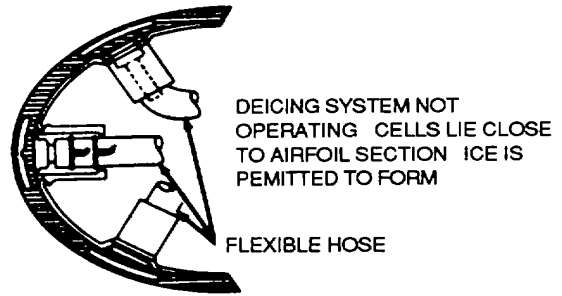 DEICING SYSTEM NOT
OPERATING CELLS LIE CLOSE
TO AIRFOIL SECTION ICE IS
PEMITTED TO FORM
FLEXIBLE HOSE